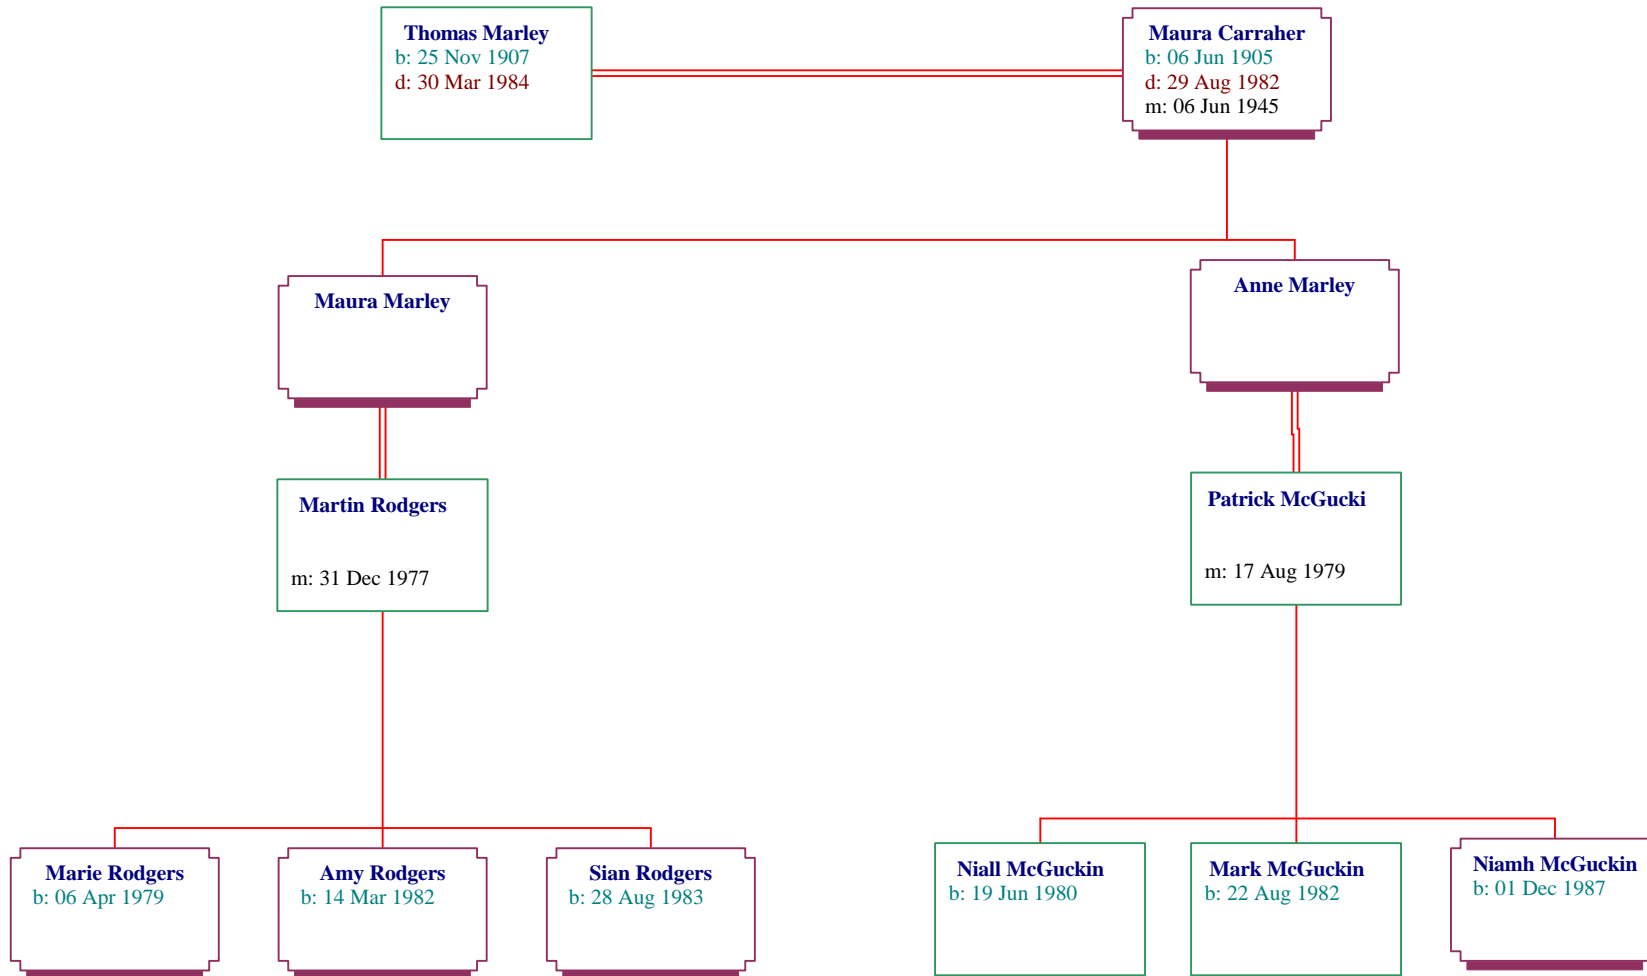 Thomas Marley
b: 25 Nov 1907
d: 30 Mar 1984
Maura Carraher
b: 06 Jun 1905
d: 29 Aug 1982
m: 06 Jun 1945
Maura Marley
Anne Marley
Martin Rodgers
m: 31 Dec 1977
Patrick McGucki
m: 17 Aug 1979
Marie Rodgers
b: 06 Apr 1979
Amy Rodgers
b: 14 Mar 1982
Sian Rodgers
b: 28 Aug 1983
Niall McGuckin
b: 19 Jun 1980
Mark McGuckin
b: 22 Aug 1982
Niamh McGuckin
b: 01 Dec 1987